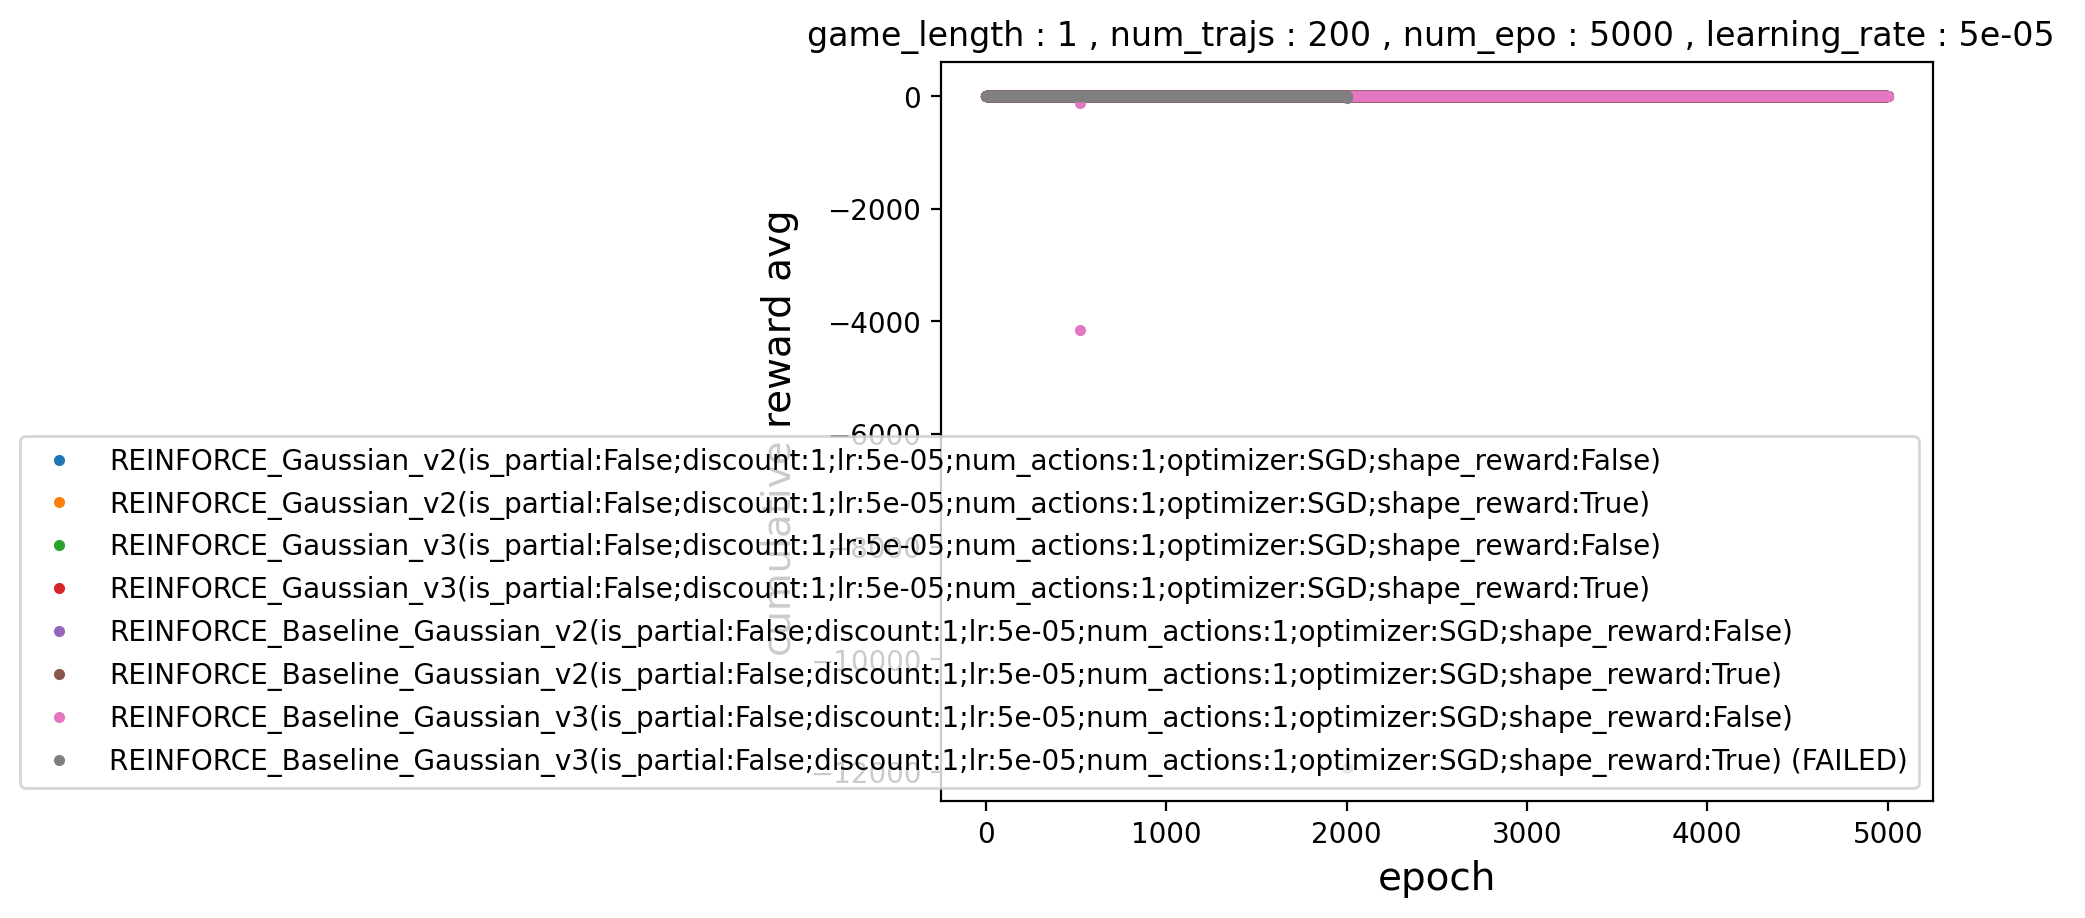 game_length : 1 , num_trajs : 200 , num_epo : 5000 , learning_rate : 5e-05
0
−2000
−4000
−6000
−8000
−10000
−12000
cumulative reward avg
REINFORCE_Gaussian_v2(is_partial:False;discount:1;lr:5e-05;num_actions:1;optimizer:SGD;shape_reward:False)
REINFORCE_Gaussian_v2(is_partial:False;discount:1;lr:5e-05;num_actions:1;optimizer:SGD;shape_reward:True)
REINFORCE_Gaussian_v3(is_partial:False;discount:1;lr:5e-05;num_actions:1;optimizer:SGD;shape_reward:False)
REINFORCE_Gaussian_v3(is_partial:False;discount:1;lr:5e-05;num_actions:1;optimizer:SGD;shape_reward:True)
REINFORCE_Baseline_Gaussian_v2(is_partial:False;discount:1;lr:5e-05;num_actions:1;optimizer:SGD;shape_reward:False)
REINFORCE_Baseline_Gaussian_v2(is_partial:False;discount:1;lr:5e-05;num_actions:1;optimizer:SGD;shape_reward:True)
REINFORCE_Baseline_Gaussian_v3(is_partial:False;discount:1;lr:5e-05;num_actions:1;optimizer:SGD;shape_reward:False)
REINFORCE_Baseline_Gaussian_v3(is_partial:False;discount:1;lr:5e-05;num_actions:1;optimizer:SGD;shape_reward:True) (FAILED)
0 1000 2000 3000 4000 5000
epoch